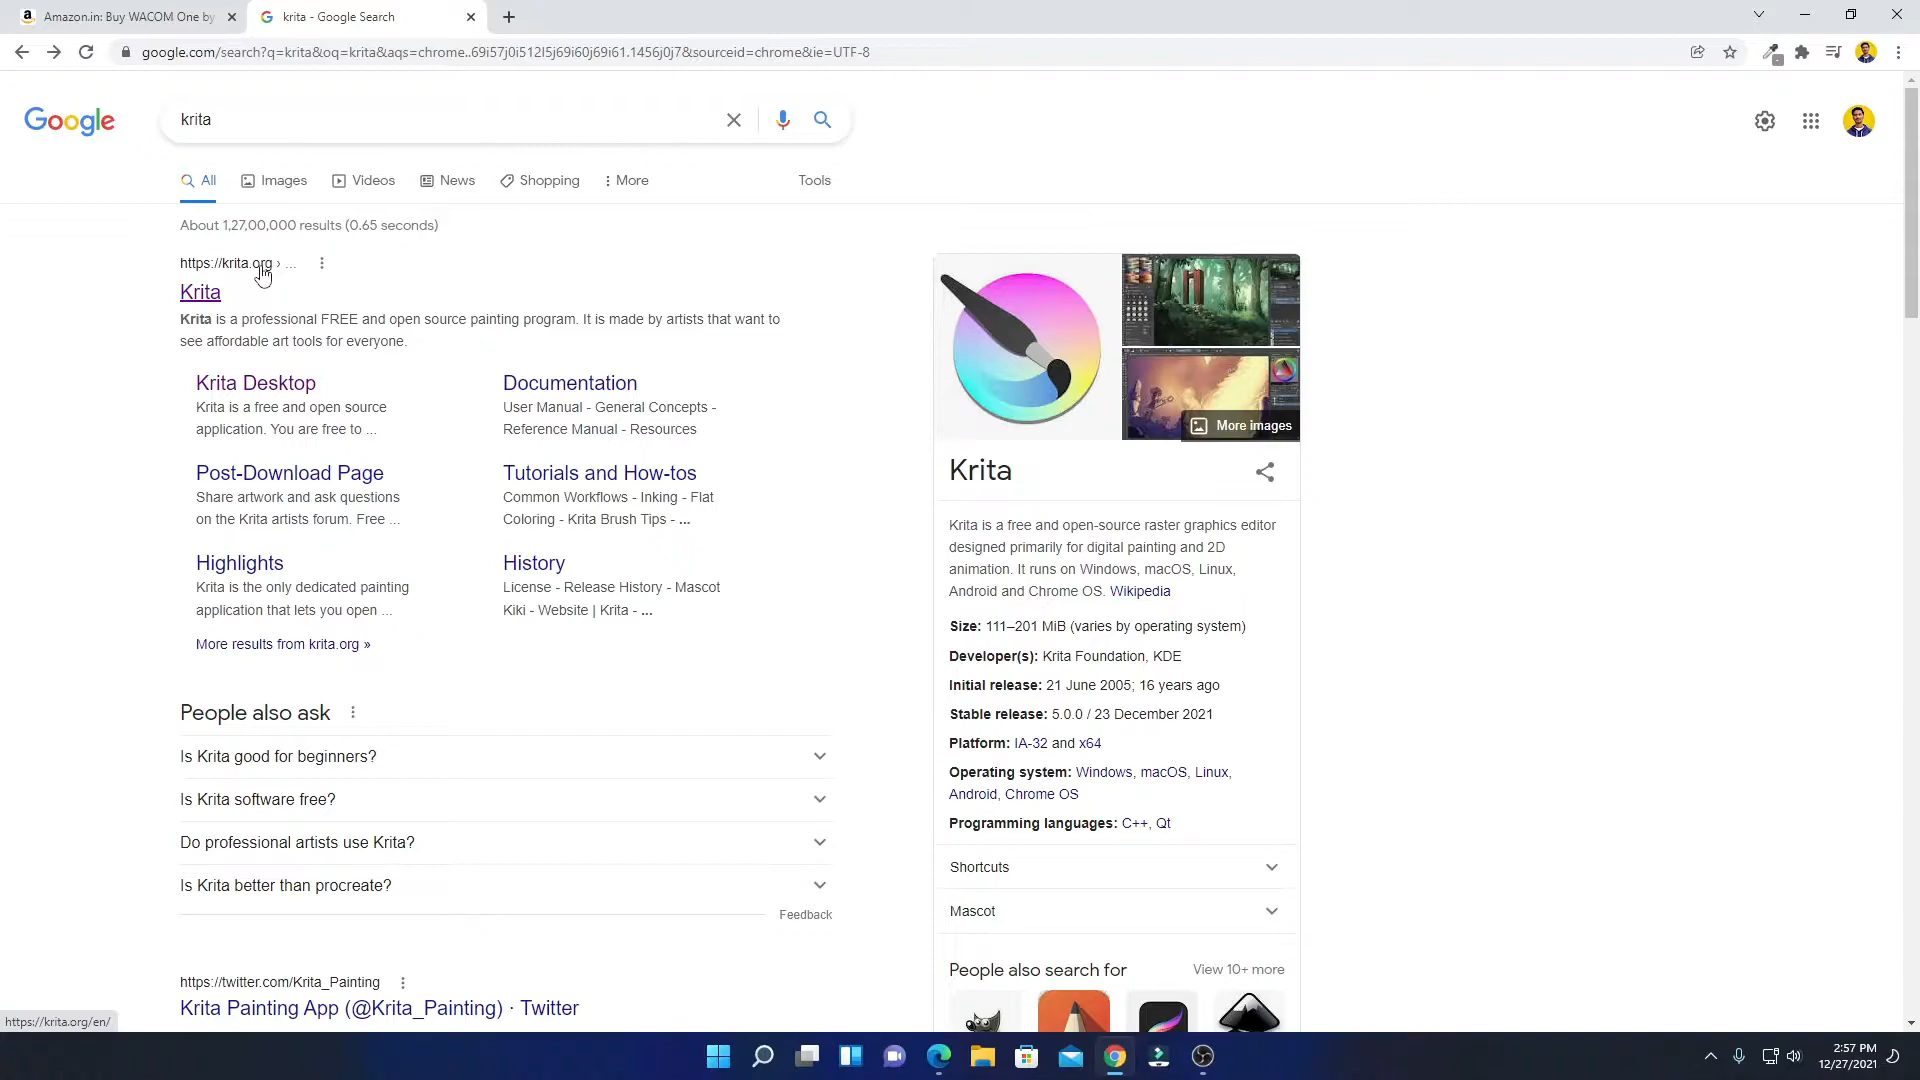 Amazon.in: Buy WACOM One by
krita - Google Search
google.com/search?q=krita&oq=krita&aqs=chrome..69i57j0i512l5j69i60j69i61.1456j0j7&sourceid=chrome&ie=UTF-8
Google
krita
All
Images
Videos
News
Shopping
More
Tools
About 1,27,00,000 results (0.65 seconds)
https://krita.org › ...
Krita
Krita is a professional FREE and open source painting program. It is made by artists that want to
see affordable art tools for everyone.
Krita Desktop
Krita is a free and open source
application. You are free to ...
Documentation
User Manual - General Concepts -
Reference Manual - Resources
Post-Download Page
Share artwork and ask questions
on the Krita artists forum. Free ...
Tutorials and How-tos
Common Workflows - Inking - Flat
Coloring - Krita Brush Tips - ...
Highlights
Krita is the only dedicated painting
application that lets you open ...
History
License - Release History - Mascot
Kiki - Website | Krita - ...
More results from krita.org »
People also ask
Is Krita good for beginners?
Is Krita software free?
Do professional artists use Krita?
Is Krita better than procreate?
Feedback
https://twitter.com/Krita_Painting
Krita Painting App (@Krita_Painting) · Twitter
More images
Krita
Krita is a free and open-source raster graphics editor
designed primarily for digital painting and 2D
animation. It runs on Windows, macOS, Linux,
Android and Chrome OS. Wikipedia
Size: 111–201 MiB (varies by operating system)
Developer(s): Krita Foundation, KDE
Initial release: 21 June 2005; 16 years ago
Stable release: 5.0.0 / 23 December 2021
Platform: IA-32 and x64
Operating system: Windows, macOS, Linux,
Android, Chrome OS
Programming languages: C++, Qt
Shortcuts
Mascot
People also search for
View 10+ more
https://krita.org/en/
2:57 PM
12/27/2021